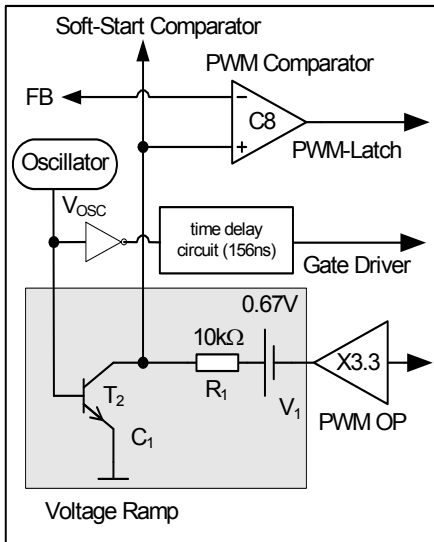 Soft-Start Comparator
PWM Comparator
FB
C8
PWM-Latch
Oscillator
VOSC
time delay
circuit (156ns)
Gate Driver
0.67V
10kΩ
X3.3
R1
T2
V1
C1
PWM OP
Voltage Ramp